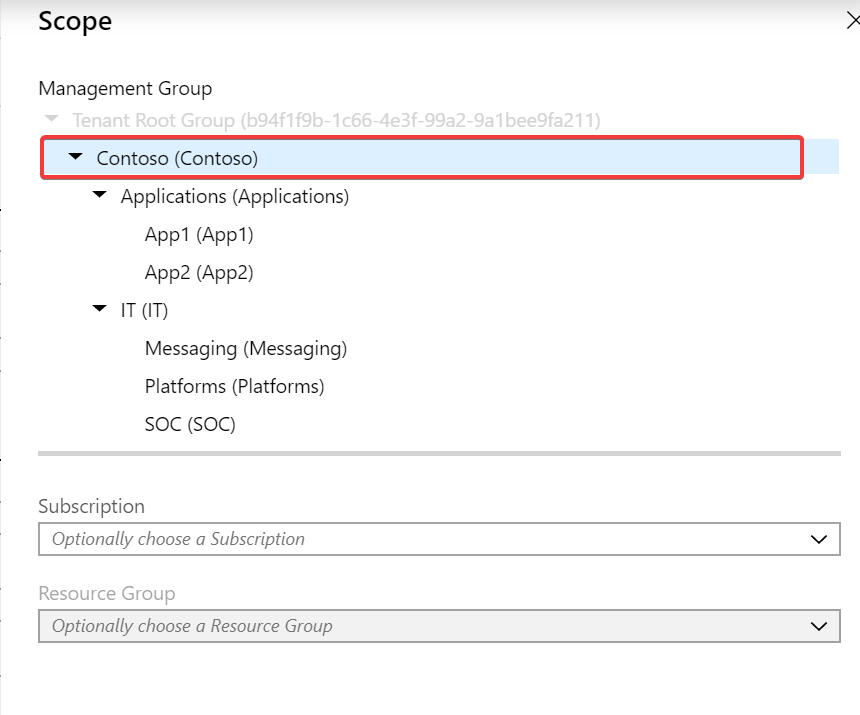 Scope
Management Group
Tenant Root Group (b94f1f9b-1c66-4e3f-99a2-9a1bee9fa211)
Contoso (Contoso)
Applications (Applications)
App1 (App1)
App2 (App2)
IT (IT)
Messaging (Messaging)
Platforms (Platforms)
SOC (SOC)
Subscription
Optionally choose a Subscription
Resource Group
Optionally choose a Resource Group